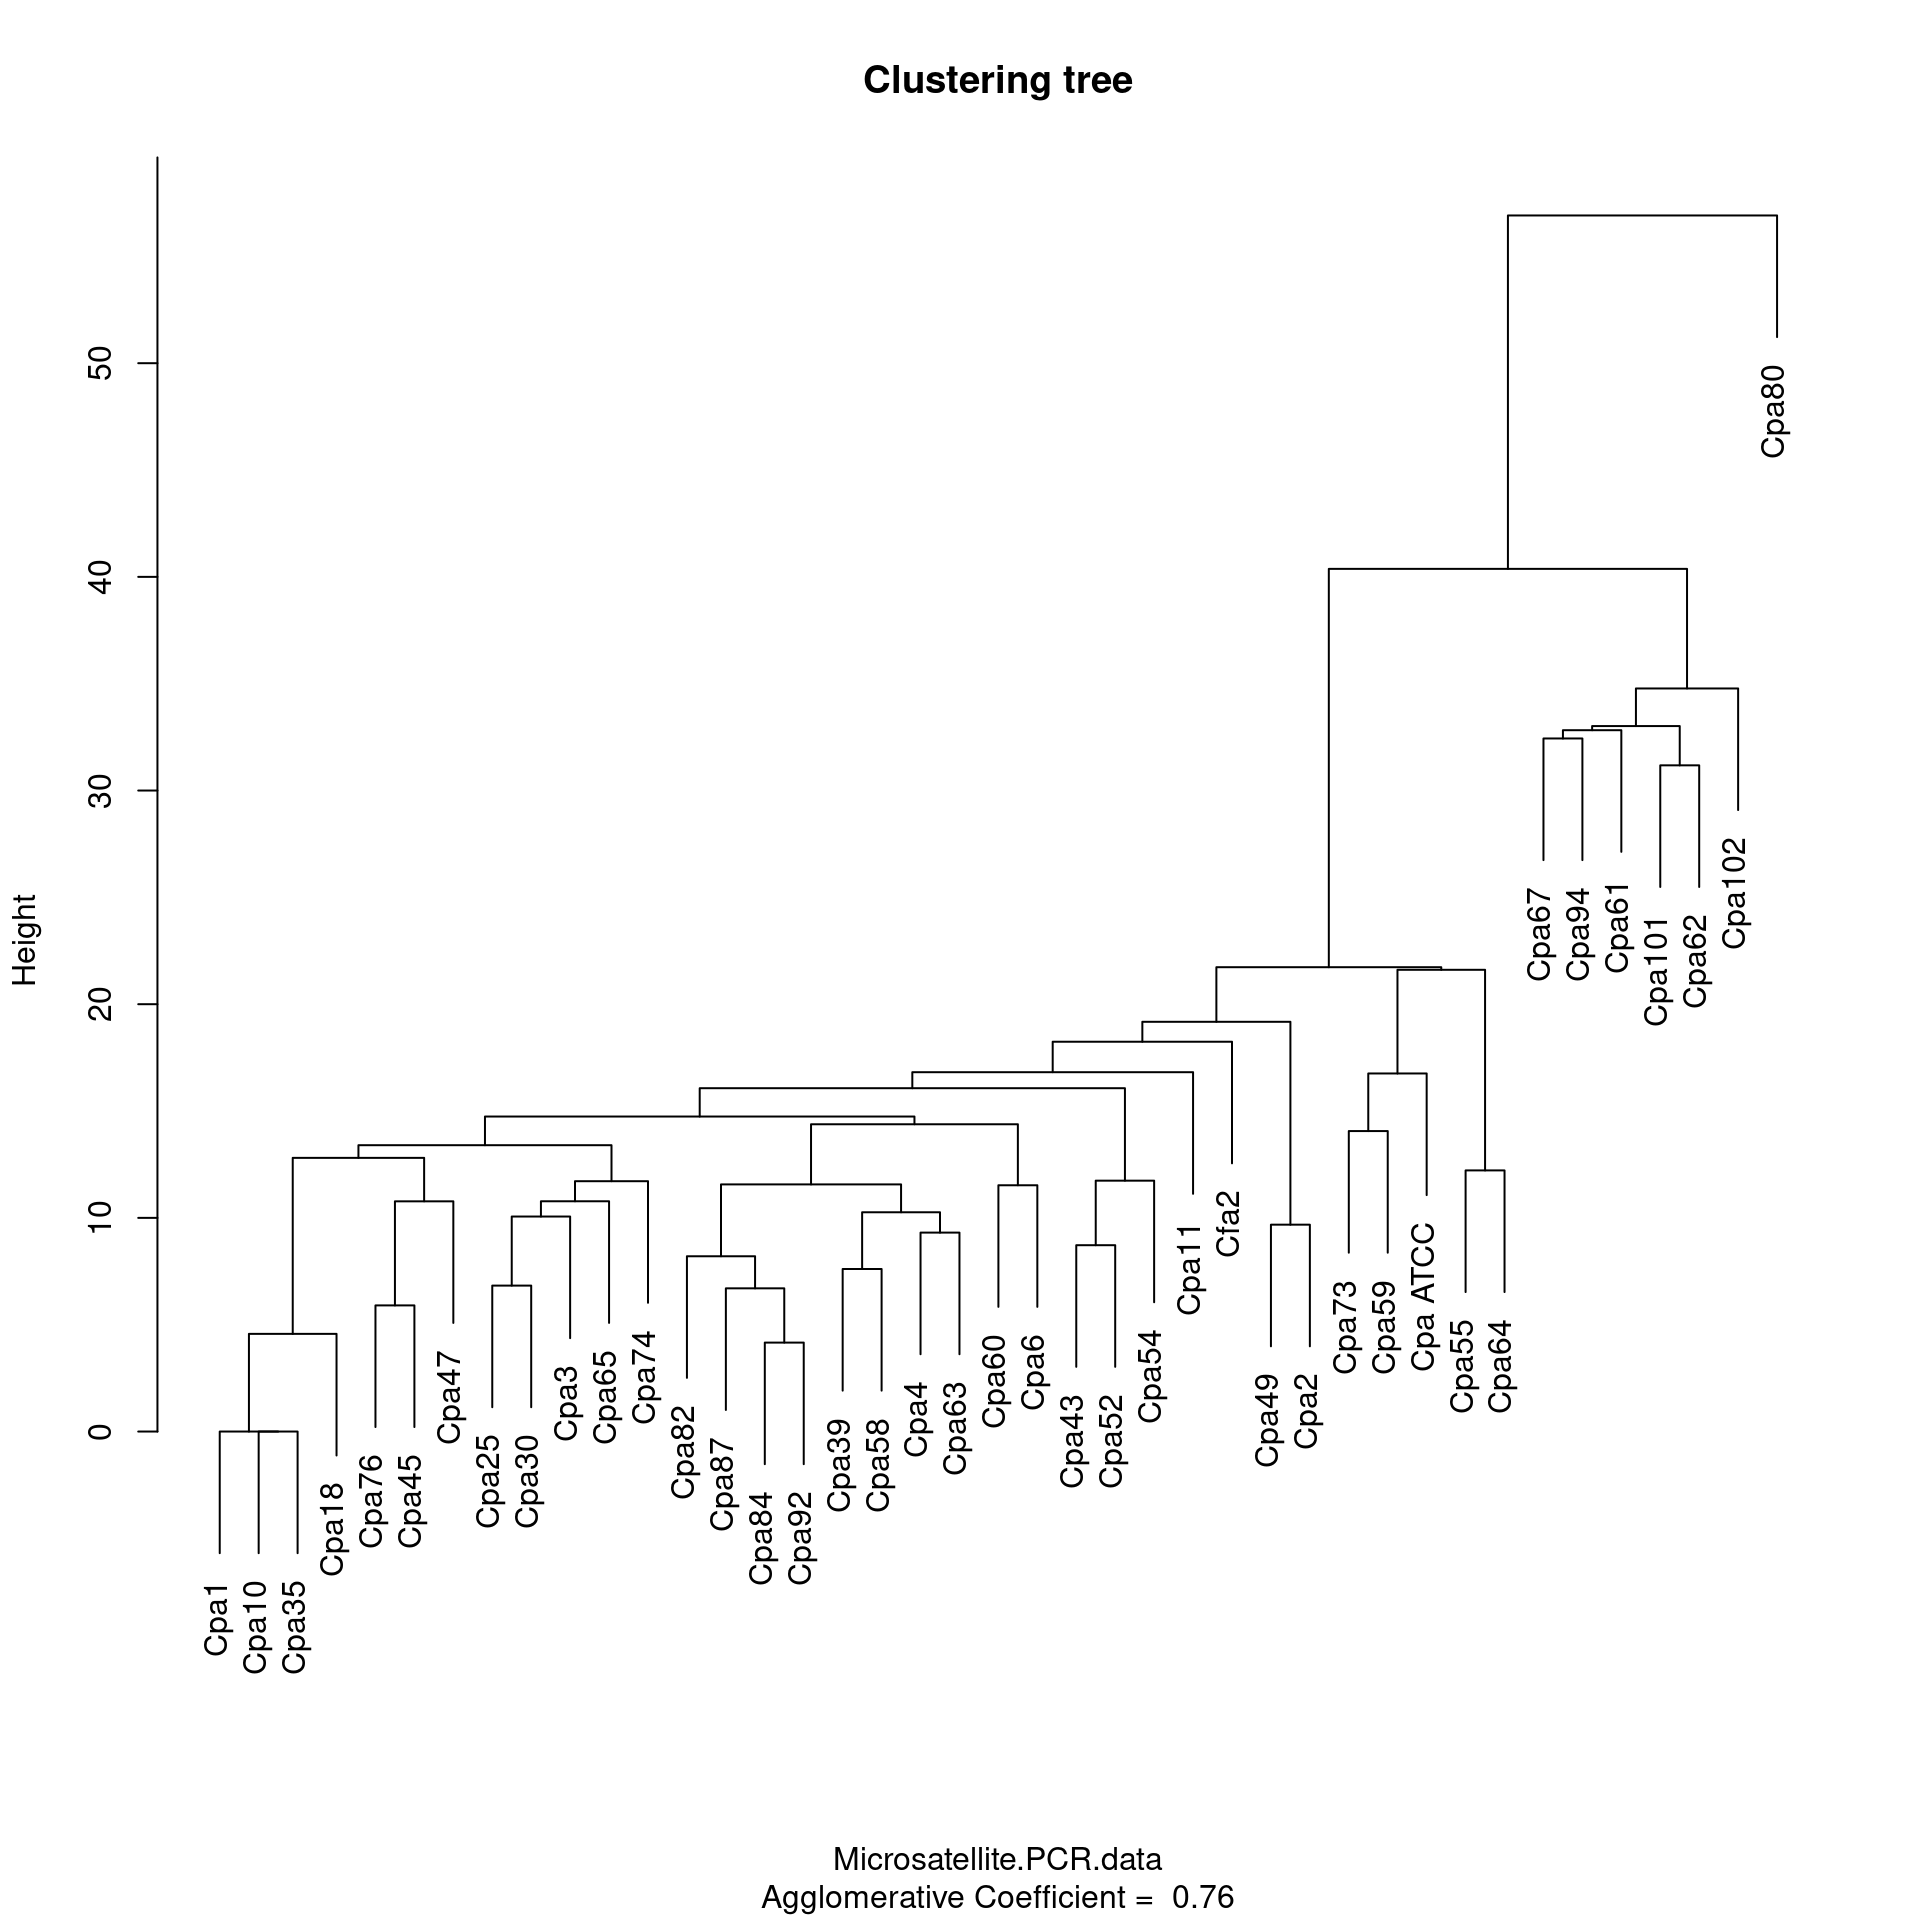 Clustering tree
Height
50
40
30
20
10
0
Cpa1
Cpa10
Cpa35
Cpa18
Cpa76
Cpa45
Cpa47
Cpa25
Cpa30
Cpa3
Cpa65
Cpa74
Cpa82
Cpa87
Cpa84
Cpa92
Cpa39
Cpa58
Cpa4
Cpa63
Cpa60
Cpa6
Cpa43
Cpa52
Cpa54
Cpa11
Cfa2
Cpa49
Cpa2
Cpa73
Cpa59
Cpa ATCC
Cpa55
Cpa64
Cpa67
Cpa94
Cpa61
Cpa101
Cpa62
Cpa102
Cpa80
Microsatellite.PCR.data
Agglomerative Coefficient = 0.76